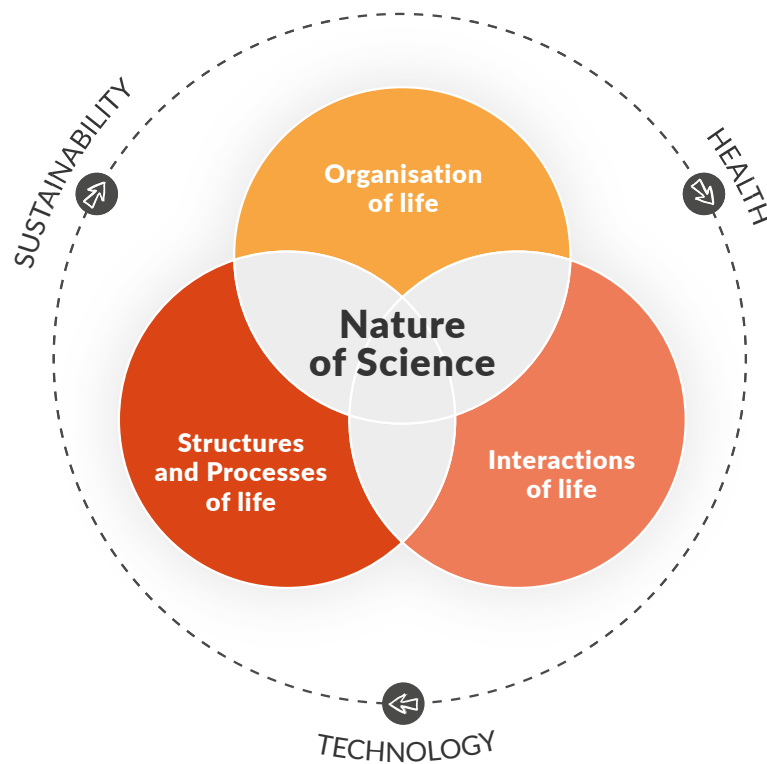 SUSTAINABILITY
HEALTH
Organisation
of life
Nature
of Science
Structures
and Processes
of life
Interactions
of life
TECHNOLOGY